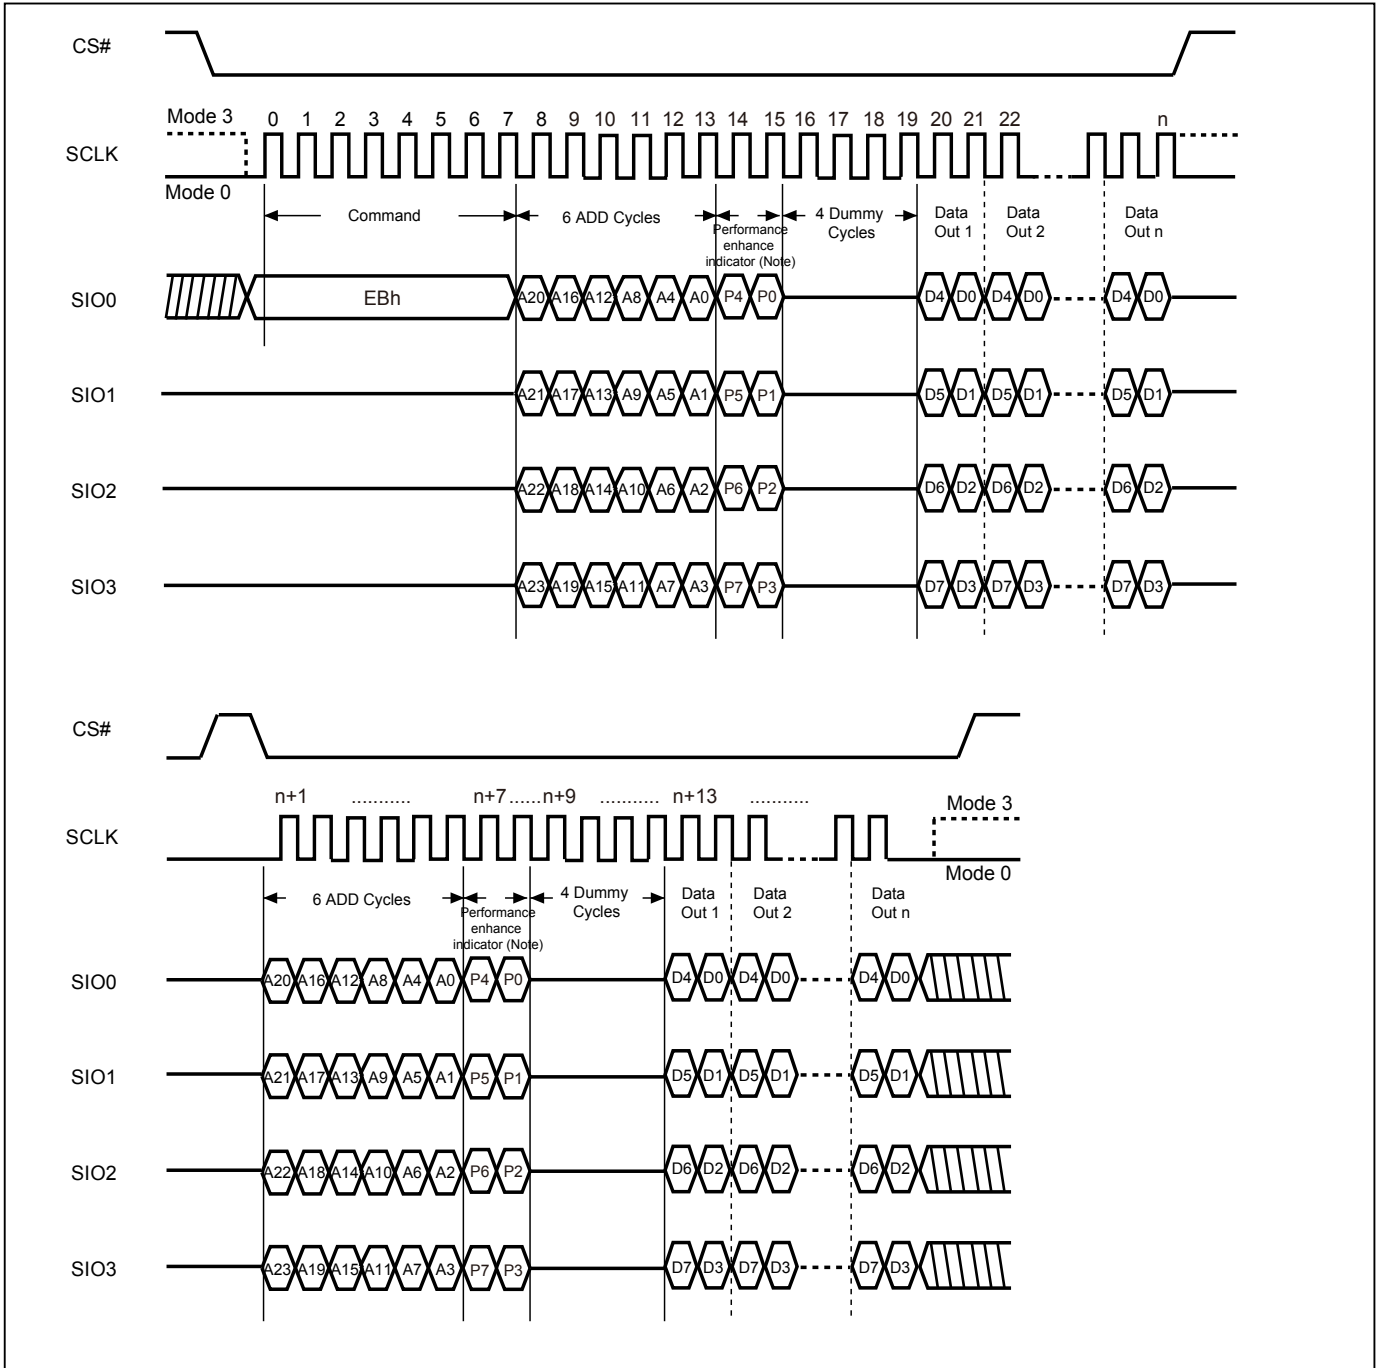 CS#
Mode 3
0 1 2 3 4 5 6 7 8 9 10 11 12 13 14 15 16 17 18 19 20 21 22 n
SCLK
Mode 0
Command
6 ADD Cycles
Performance
enhance
indicator (Note)
4 Dummy
Cycles
Data
Out 1
Data
Out 2
Data
Out n
SIO0 EBh A20 A16 A12 A8 A4 A0 P4 P0 D4 D0 D4 D0 D4 D0
SIO1 A21 A17 A13 A9 A5 A1 P5 P1 D5 D1 D5 D1 D5 D1
SIO2 A22 A18 A14 A10 A6 A2 P6 P2 D6 D2 D6 D2 D6 D2
SIO3 A23 A19 A15 A11 A7 A3 P7 P3 D7 D3 D7 D3 D7 D3
CS#
n+1 ........... n+7 ...... n+9 ........... n+13 ...........
Mode 3
SCLK
Mode 0
6 ADD Cycles
Performance
enhance
indicator (Note)
4 Dummy
Cycles
Data
Out 1
Data
Out 2
Data
Out n
SIO0 A20 A16 A12 A8 A4 A0 P4 P0 D4 D0 D4 D0 D4 D0
SIO1 A21 A17 A13 A9 A5 A1 P5 P1 D5 D1 D5 D1 D5 D1
SIO2 A22 A18 A14 A10 A6 A2 P6 P2 D6 D2 D6 D2 D6 D2
SIO3 A23 A19 A15 A11 A7 A3 P7 P3 D7 D3 D7 D3 D7 D3